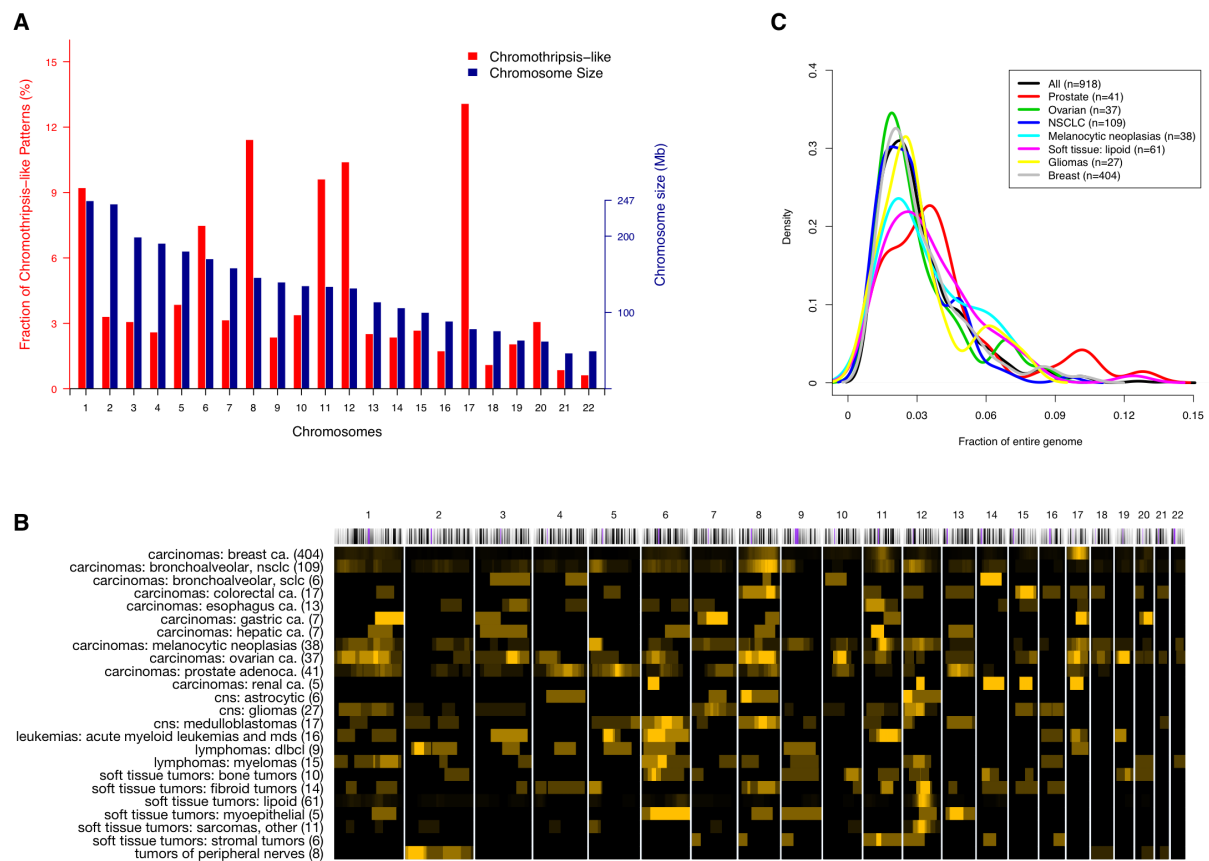 A
Chromothripsis−like
Chromosome Size
Fraction of Chromothripsis−like Patterns (%)
15
12
9
6
3
0
Chromosome size (Mb)
247
200
100
1 2 3 4 5 6 7 8 9 10 11 12 13 14 15 16 17 18 19 20 21 22
Chromosomes
C
All (n=918)
Prostate (n=41)
Ovarian (n=37)
NSCLC (n=109)
Melanocytic neoplasias (n=38)
Soft tissue: lipoid (n=61)
Gliomas (n=27)
Breast (n=404)
Density
0.4
0.3
0.2
0.1
0
0 0.03 0.06 0.09 0.12 0.15
Fraction of entire genome
B
1 2 3 4 5 6 7 8 9 10 11 12 13 14 15 16 17 18 19 20 21 22
carcinomas: breast ca. (404)
carcinomas: bronchoalveolar, nsclc (109)
carcinomas: bronchoalveolar, sclc (6)
carcinomas: colorectal ca. (17)
carcinomas: esophagus ca. (13)
carcinomas: gastric ca. (7)
carcinomas: hepatic ca. (7)
carcinomas: melanocytic neoplasias (38)
carcinomas: ovarian ca. (37)
carcinomas: prostate adenoca. (41)
carcinomas: renal ca. (5)
cns: astrocytic (6)
cns: gliomas (27)
cns: medulloblastomas (17)
leukemias: acute myeloid leukemias and mds (16)
lymphomas: dlbcl (9)
lymphomas: myelomas (15)
soft tissue tumors: bone tumors (10)
soft tissue tumors: fibroid tumors (14)
soft tissue tumors: lipoid (61)
soft tissue tumors: myoepithelial (5)
soft tissue tumors: sarcomas, other (11)
soft tissue tumors: stromal tumors (6)
tumors of peripheral nerves (8)